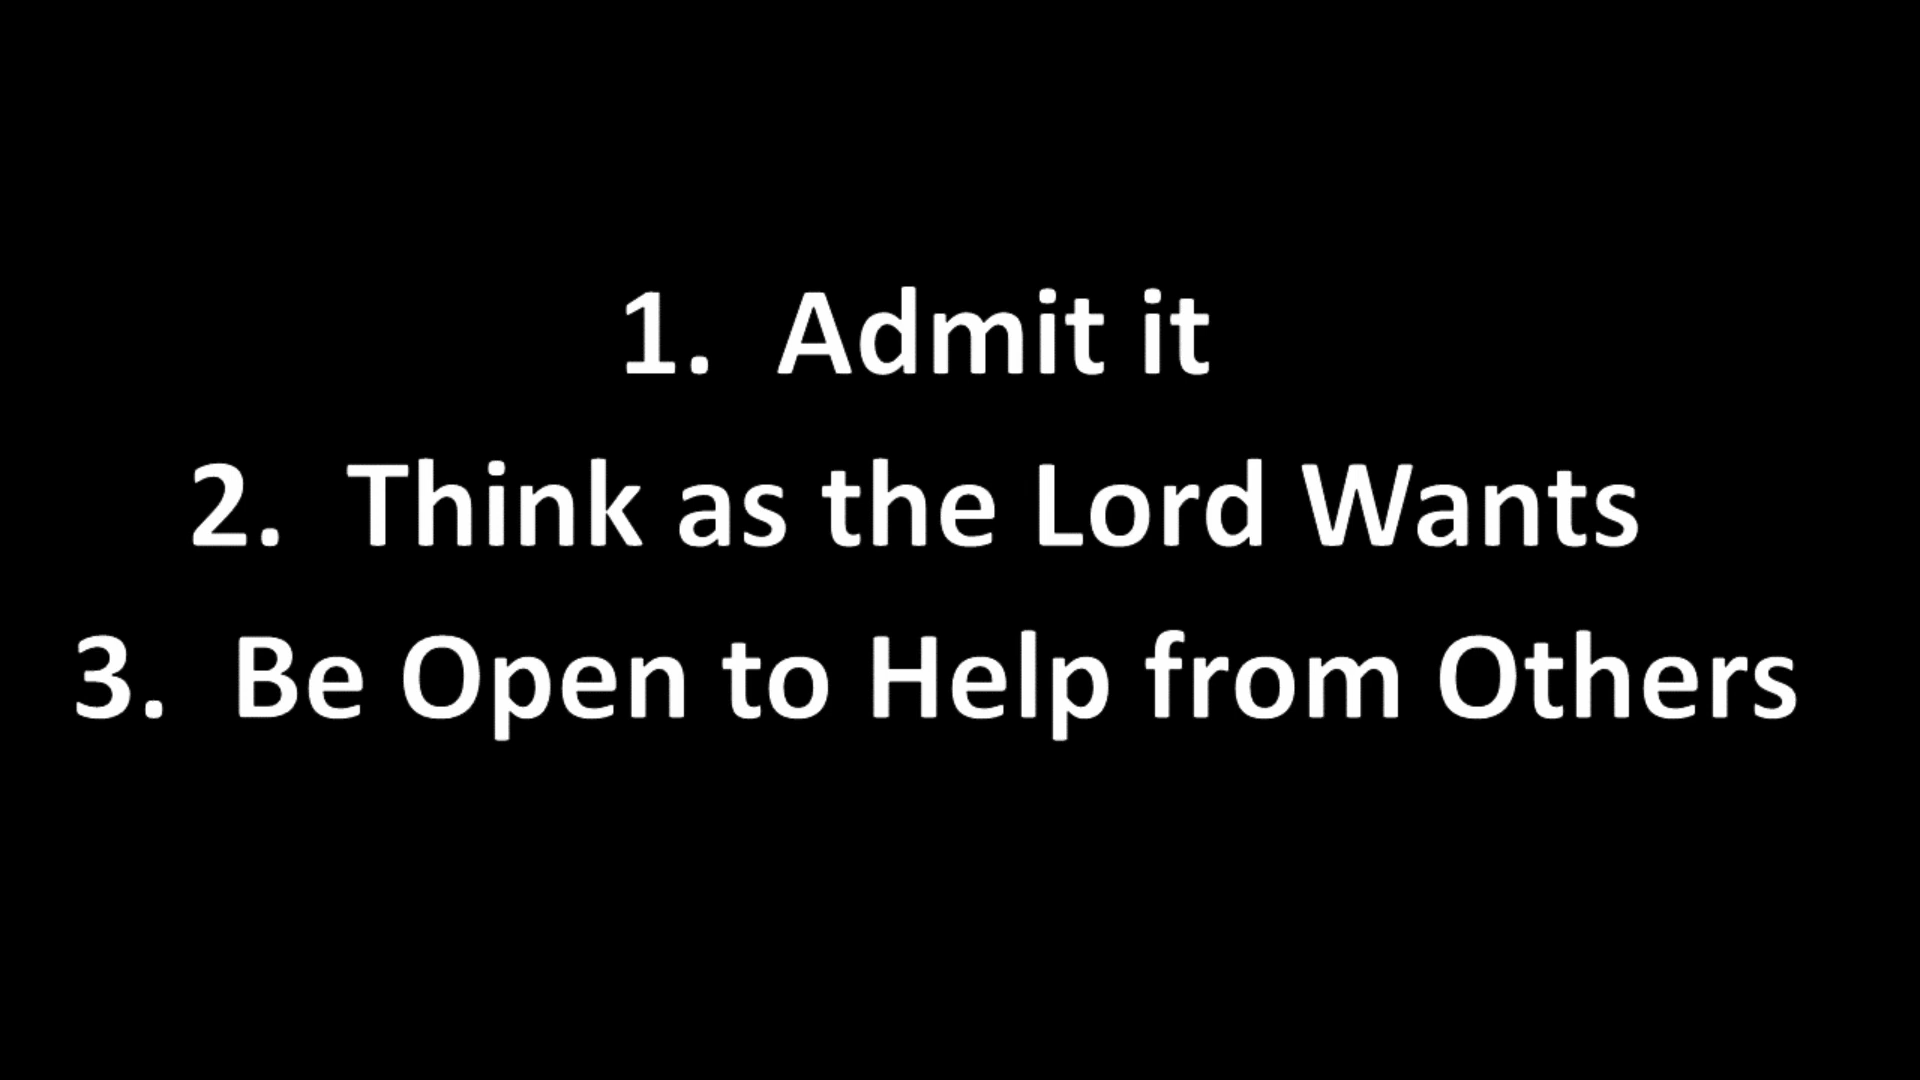 1.  Admit it
2.  Think as the Lord Wants
3.  Be Open to Help from Others